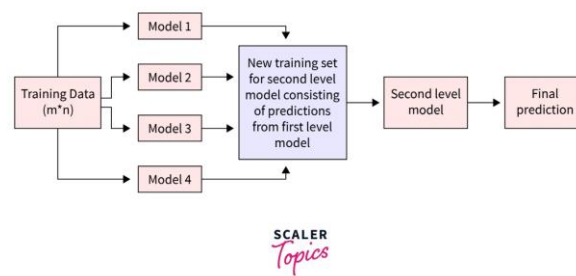 Training Data
(m*n)
Model 1
Model 2
Model 3
Model 4
New training set
for second level
model consisting
of predictions
from first level
model
Second level
model
Final
prediction
SCALER
Topics